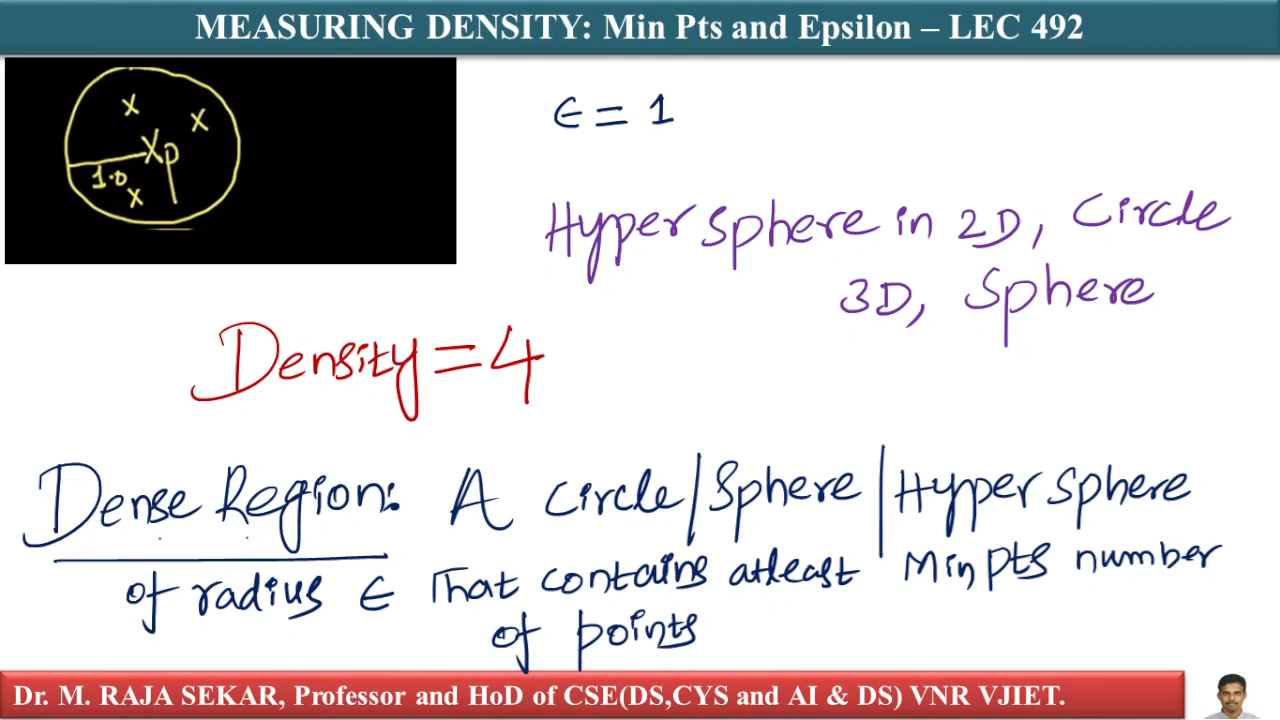 MEASURING DENSITY: Min Pts and Epsilon – LEC 492
x
x
Xp
1.0
x
ϵ = 1
Hyper Sphere in 2D, Circle
3D, Sphere
Density = 4
Dense Region: A Circle/Sphere/Hyper Sphere
of radius ϵ That contains atleast Min pts number
of points
Dr. M. RAJA SEKAR, Professor and HoD of CSE(DS,CYS and AI & DS) VNR VJIET.